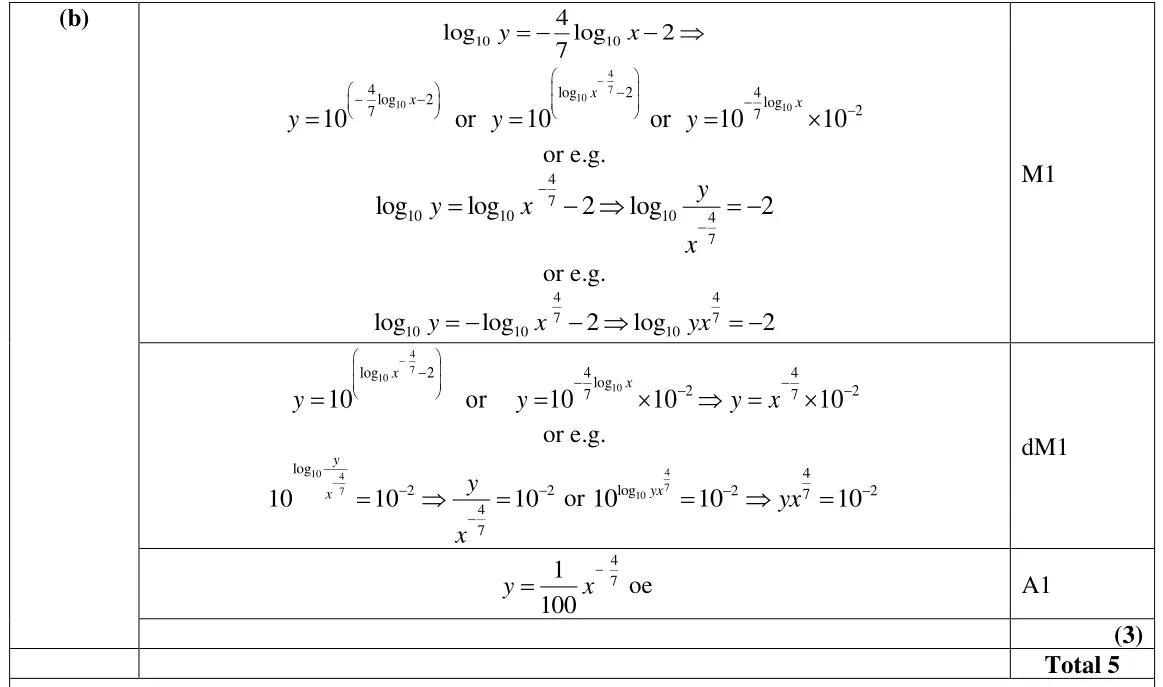 (b)
log₁₀ y = −4/7 log₁₀ x − 2 ⇒
y = 10^(−4/7 log₁₀ x − 2) or y = 10^(log₁₀ x^(−4/7) − 2) or y = 10^(−4/7 log₁₀ x) × 10⁻²
or e.g.
M1
log₁₀ y = log₁₀ x^(−4/7) − 2 ⇒ log₁₀ y/x^(−4/7) = −2
or e.g.
log₁₀ y = −log₁₀ x^(4/7) − 2 ⇒ log₁₀ yx^(4/7) = −2
y = 10^(log₁₀ x^(−4/7) − 2) or y = 10^(−4/7 log₁₀ x) × 10⁻² ⇒ y = x^(−4/7) × 10⁻²
or e.g.
dM1
10^(log₁₀ y/x^(−4/7)) = 10⁻² ⇒ y/x^(−4/7) = 10⁻² or 10^(log₁₀ yx^(4/7)) = 10⁻² ⇒ yx^(4/7) = 10⁻²
y = 1/100 x^(−4/7) oe A1
(3)
Total 5